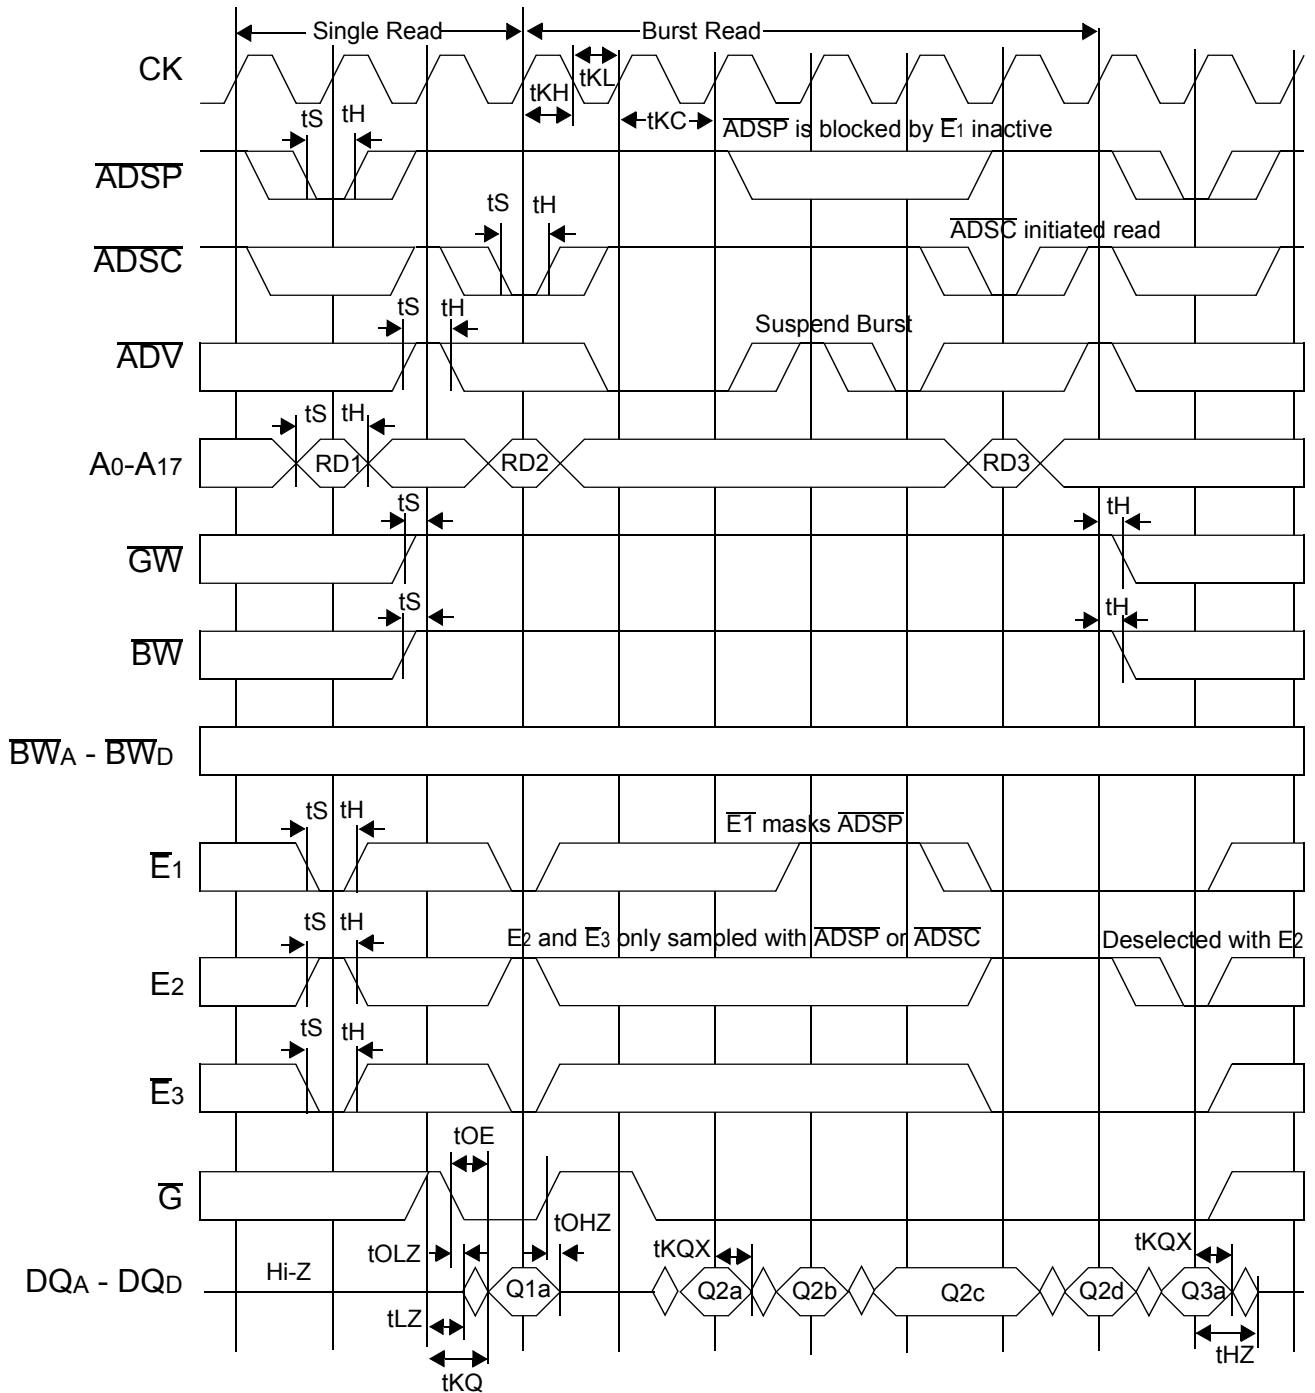 Single Read Burst Read
CK
tKH tKL
tKC
tS tH
ADSP is blocked by E1 inactive
ADSP
tS tH
ADSC initiated read
ADSC
tS tH
Suspend Burst
ADV
tS tH
A0-A17 RD1 RD2 RD3
tS tH
GW
tS tH
BW
BWA - BWD
tS tH
E1 masks ADSP
E1
tS tH
E2 and E3 only sampled with ADSP or ADSC Deselected with E2
E2
tS tH
E3
tOE
G
tOLZ tOHZ tKQX tKQX
DQA - DQD Hi-Z Q1a Q2a Q2b Q2c Q2d Q3a
tLZ tHZ
tKQ